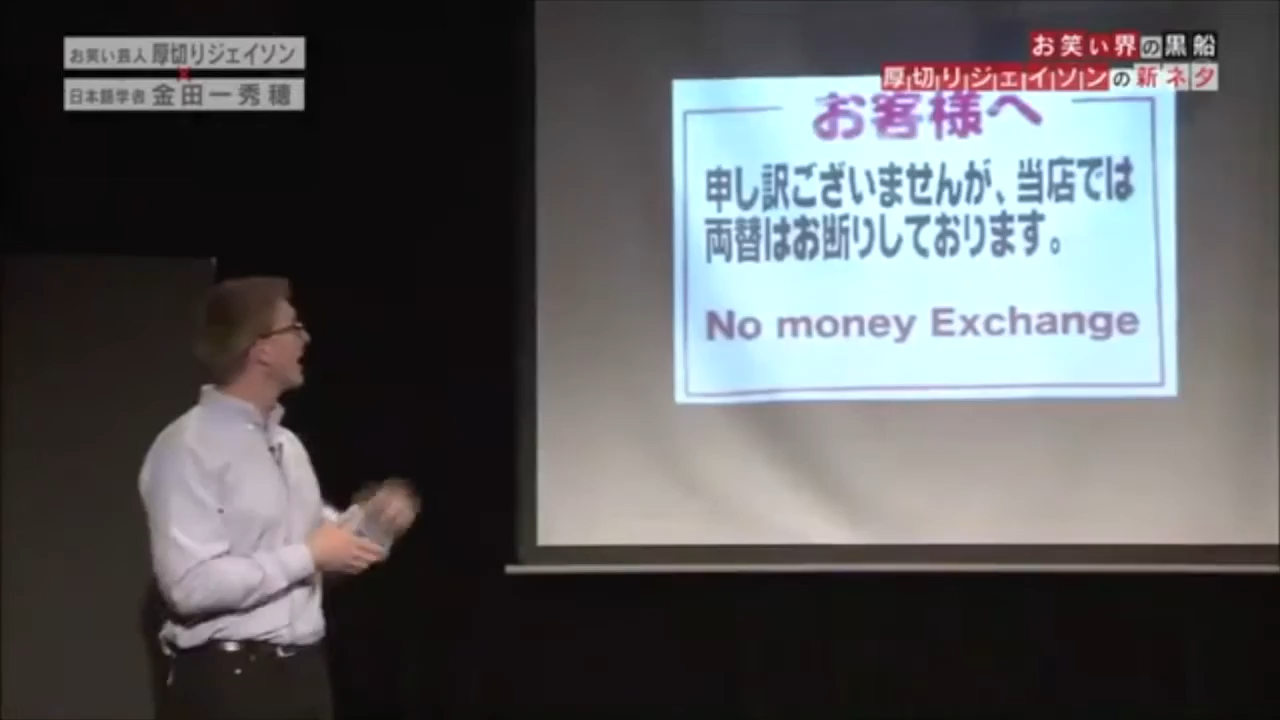 お笑い芸人 厚切りジェイソン
×
日本語学者 金田一秀穂
お笑い界の黒船
厚切りジェイソンの新ネタ
お客様へ
申し訳ございませんが、当店では
両替はお断りしております。
No money Exchange